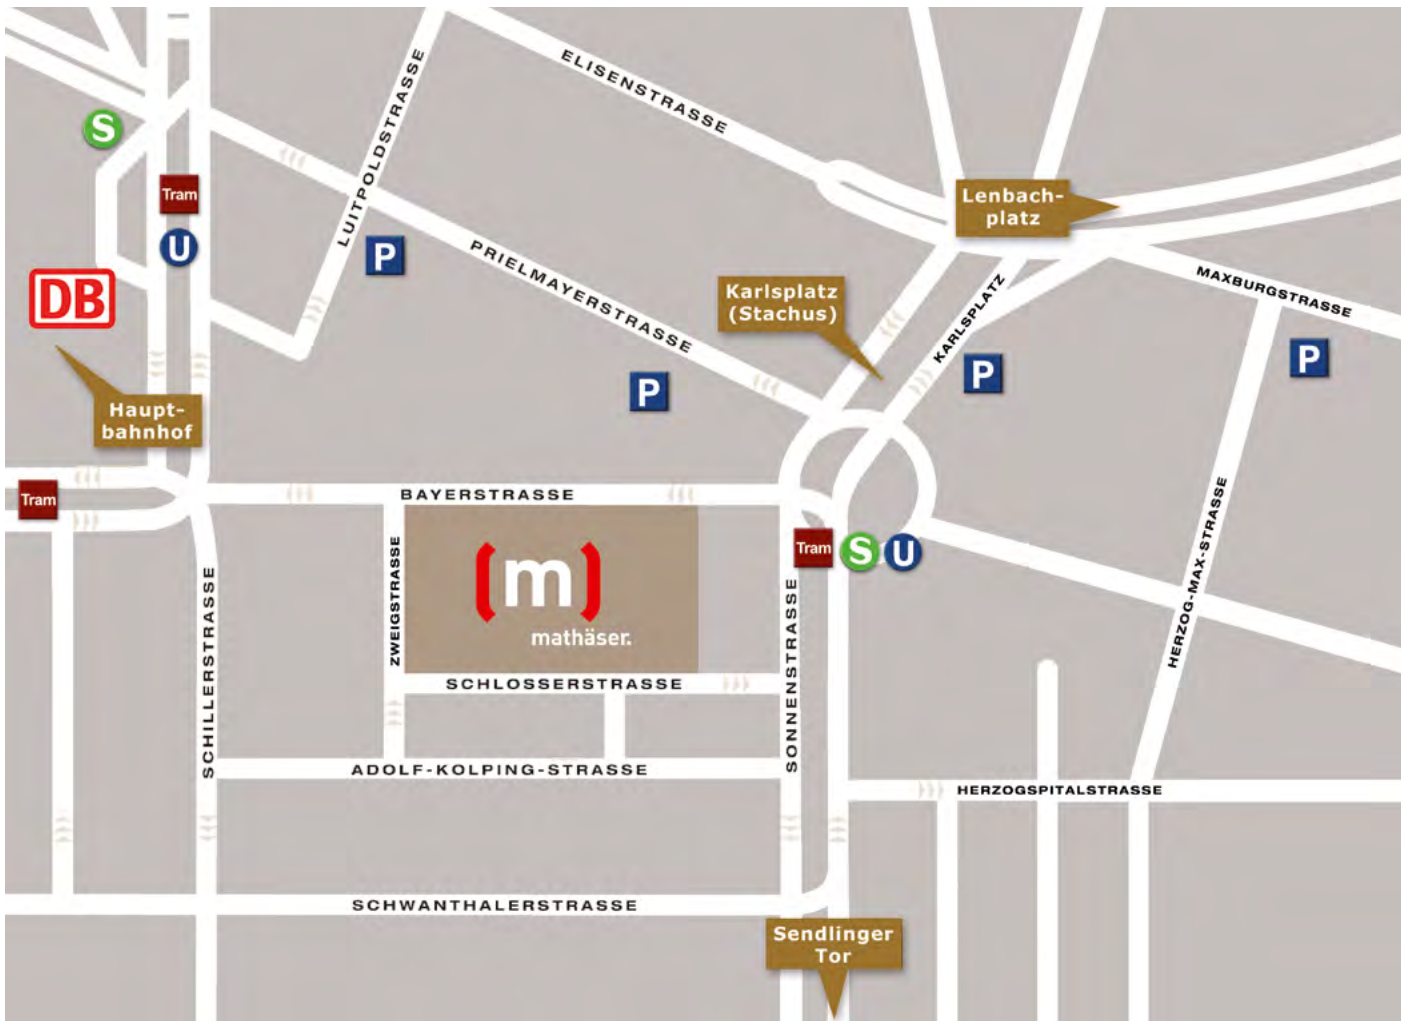 ELISENSTRASSE
LUITPOLDSTRASSE
S
Tram
U
P
Lenbach-
platz
DB
PRIELMAYERSTRASSE
Karlsplatz
(Stachus)
KARLSPLATZ
MAXBURGSTRASSE
P
P
P
Haupt-
bahnhof
Tram
BAYERSTRASSE
ZWEIGSTRASSE
(m)
mathäser.
Tram
S
U
HERZOG-MAX-STRASSE
SCHILLERSTRASSE
SCHLOSSERSTRASSE
SONNENSTRASSE
ADOLF-KOLPING-STRASSE
HERZOGSPITALSTRASSE
SCHWANTHALERSTRASSE
Sendlinger
Tor